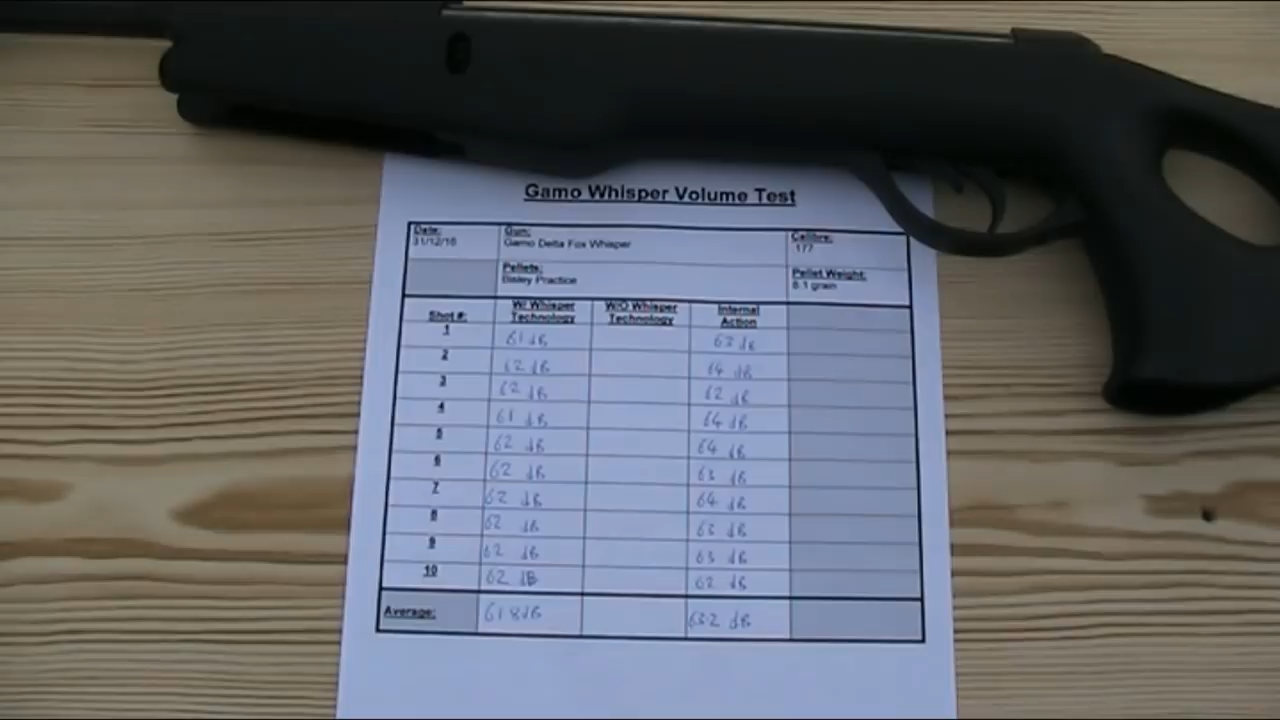 Gamo Whisper Volume Test
Date: Gun: Calibre:
31/12/16 Gamo Delta Fox Whisper .177
Pellets: Pellet Weight:
Bisley Practice 8.1 grain
Shot #: W/ Whisper Technology W/O Whisper Technology Internal Action
1 61 dB 63 dB
2 62 dB 64 dB
3 62 dB 62 dB
4 61 dB 64 dB
5 62 dB 64 dB
6 62 dB 63 dB
7 62 dB 64 dB
8 62 dB 63 dB
9 62 dB 63 dB
10 62 dB 62 dB
Average: 61.8dB 63.2 dB